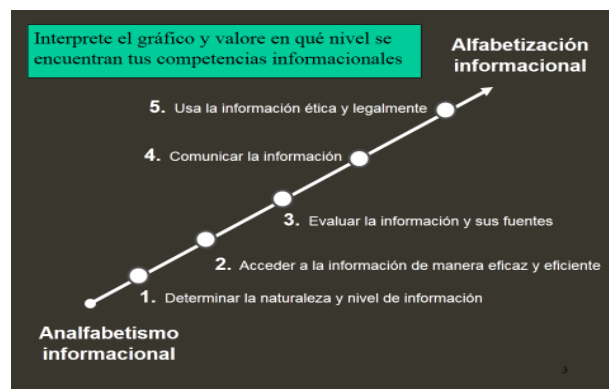 Interprete el gráfico y valore en qué nivel se
encuentran tus competencias informacionales
Alfabetización
informacional
5. Usa la información ética y legalmente
4. Comunicar la información
3. Evaluar la información y sus fuentes
2. Acceder a la información de manera eficaz y eficiente
1. Determinar la naturaleza y nivel de información
Analfabetismo
informacional
3